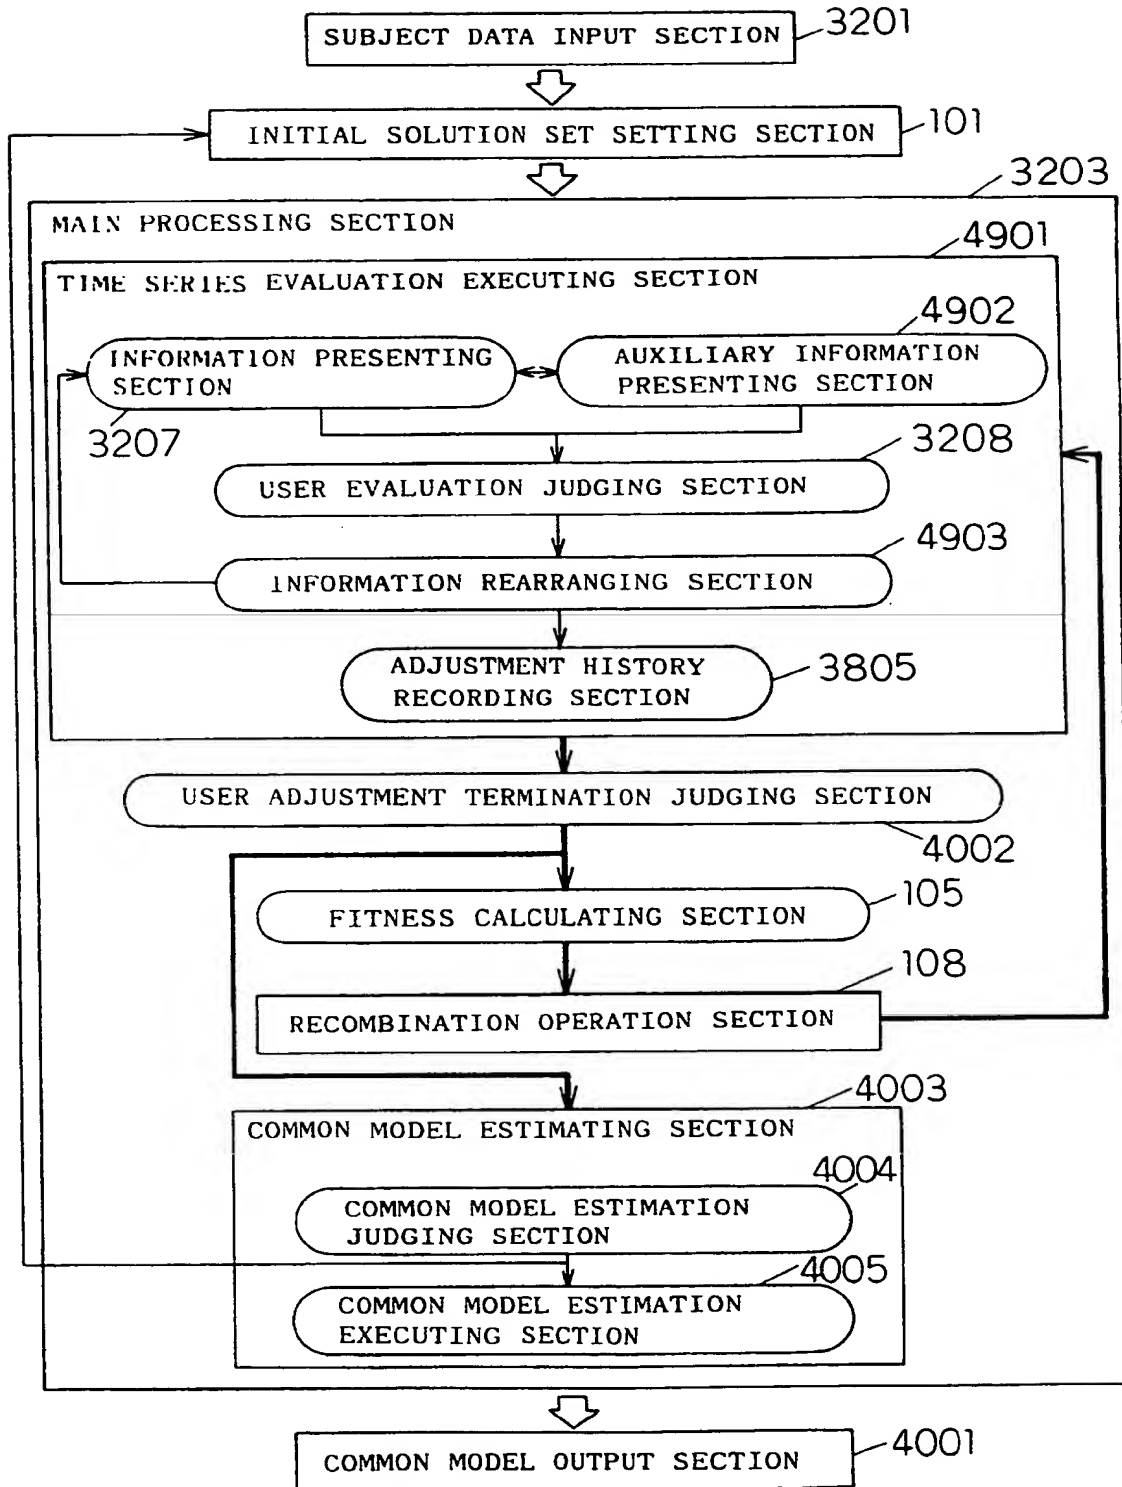 SUBJECT DATA INPUT SECTION
3201
INITIAL SOLUTION SET SETTING SECTION
101
3203
MAIN PROCESSING SECTION
4901
TIME SERIES EVALUATION EXECUTING SECTION
4902
INFORMATION PRESENTING
SECTION
AUXILIARY INFORMATION
PRESENTING SECTION
3207
3208
USER EVALUATION JUDGING SECTION
4903
INFORMATION REARRANGING SECTION
ADJUSTMENT HISTORY
RECORDING SECTION
3805
USER ADJUSTMENT TERMINATION JUDGING SECTION
4002
105
FITNESS CALCULATING SECTION
108
RECOMBINATION OPERATION SECTION
4003
COMMON MODEL ESTIMATING SECTION
4004
COMMON MODEL ESTIMATION
JUDGING SECTION
4005
COMMON MODEL ESTIMATION
EXECUTING SECTION
COMMON MODEL OUTPUT SECTION
4001